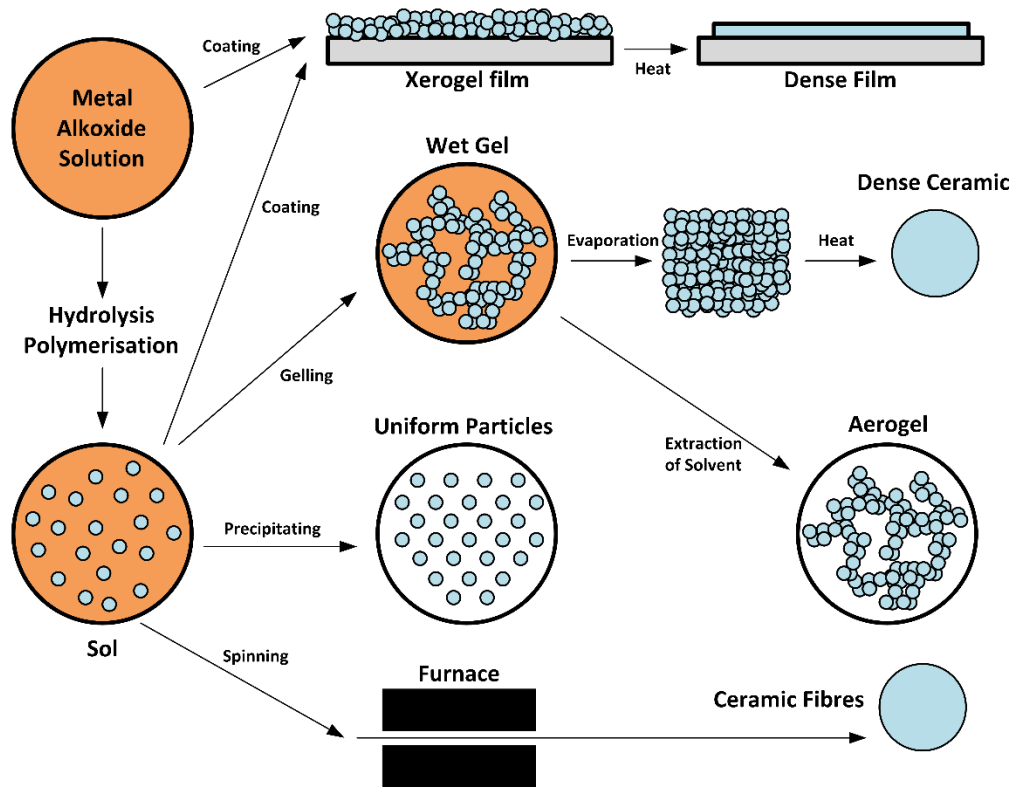 Metal
Alkoxide
Solution
Coating
Xerogel film
Heat
Dense Film
Coating
Wet Gel
Evaporation
Heat
Dense Ceramic
Hydrolysis
Polymerisation
Gelling
Extraction
of Solvent
Aerogel
Uniform Particles
Precipitating
Sol
Spinning
Furnace
Ceramic Fibres